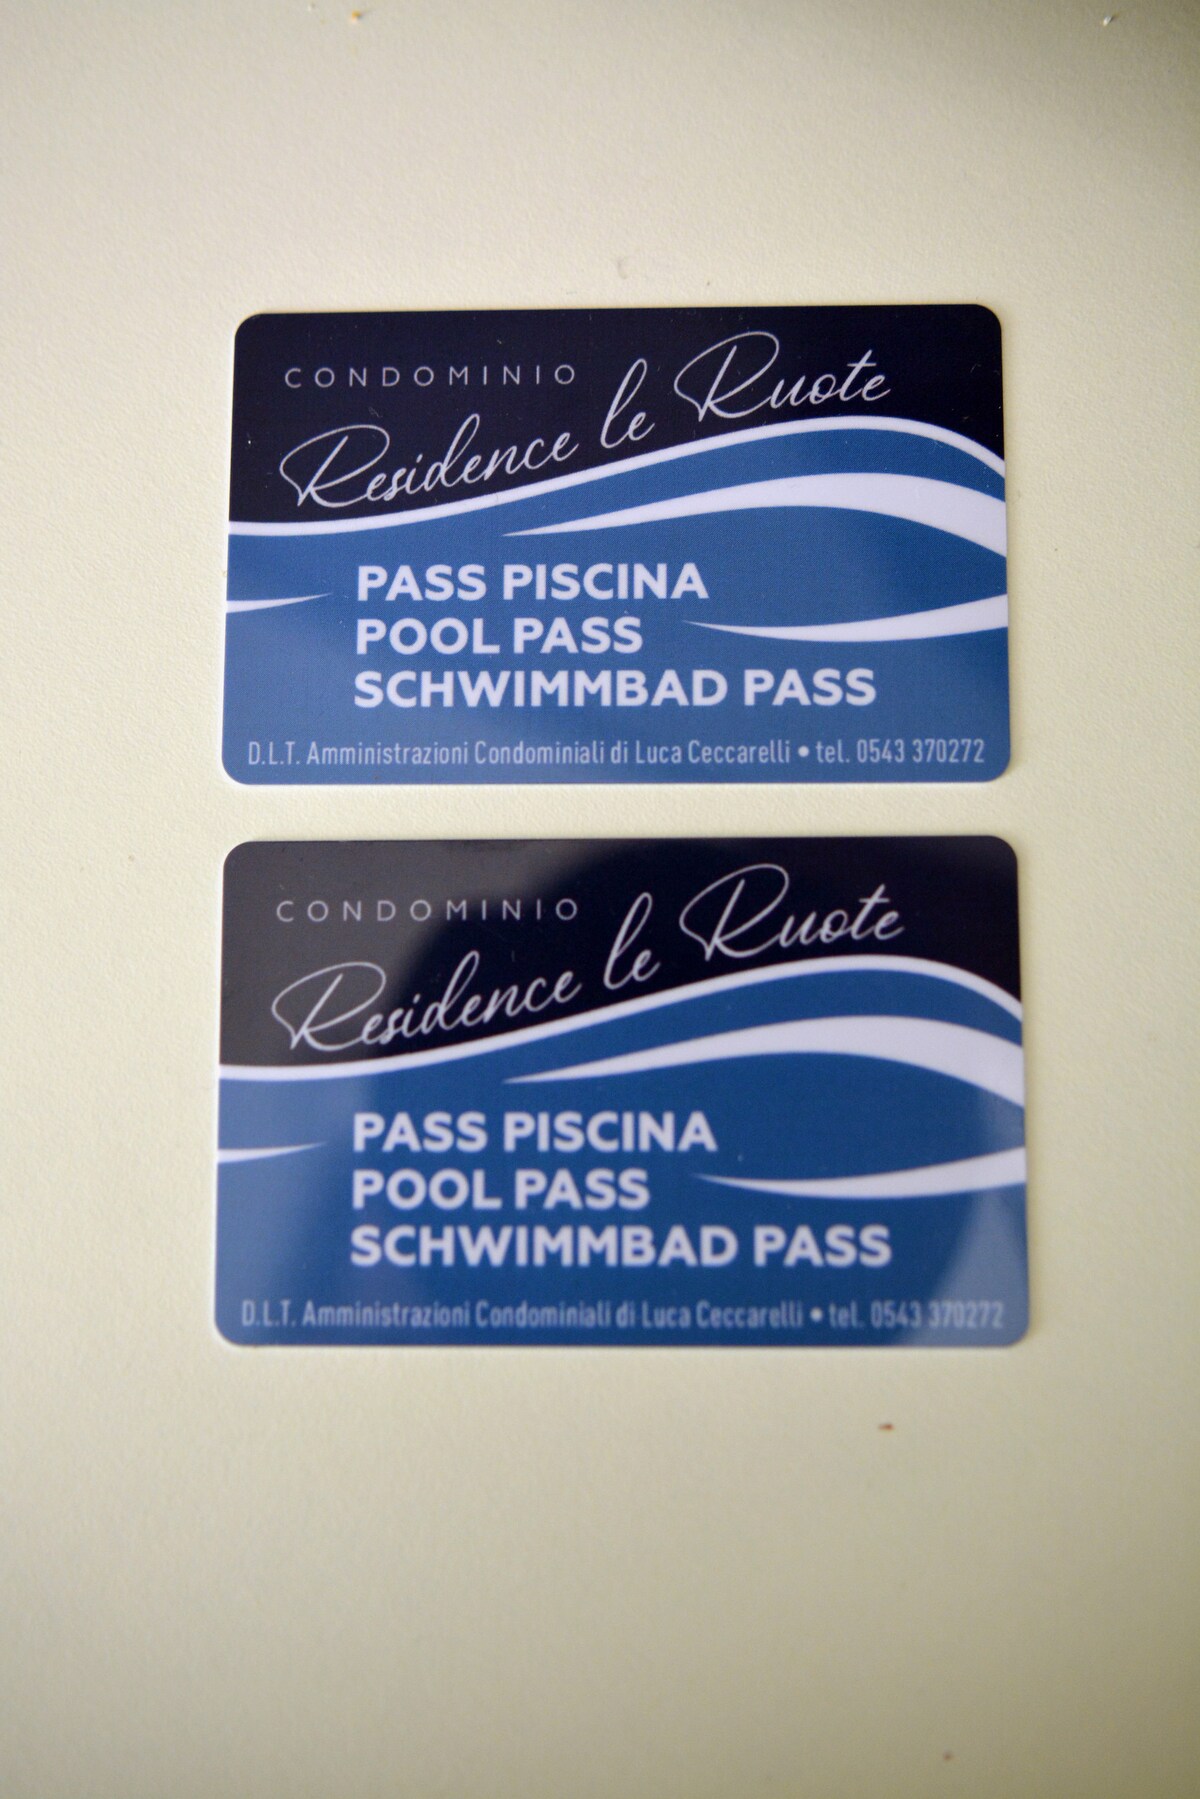 CONDOMINIO
Residence le Ruote
PASS PISCINA
POOL PASS
SCHWIMMBAD PASS
D.L.T. Amministrazioni Condominiali di Luca Ceccarelli • tel. 0543 370272
CONDOMINIO
Residence le Ruote
PASS PISCINA
POOL PASS
SCHWIMMBAD PASS
D.L.T. Amministrazioni Condominiali di Luca Ceccarelli • tel. 0543 370272